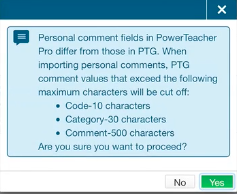 Personal comment fields in PowerTeacher
Pro differ from those in PTG. When
importing personal comments, PTG
comment values that exceed the following
maximum characters will be cut off:
• Code-10 characters
• Category-30 characters
• Comment-500 characters
Are you sure you want to proceed?
No Yes